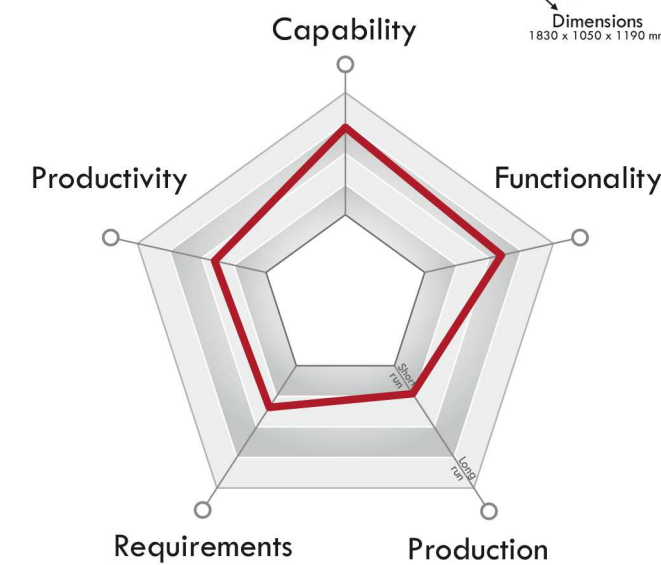 Dimensions
1830 x 1050 x 1190 mm
Capability
Productivity
Functionality
Short
run
Long
run
Requirements
Production